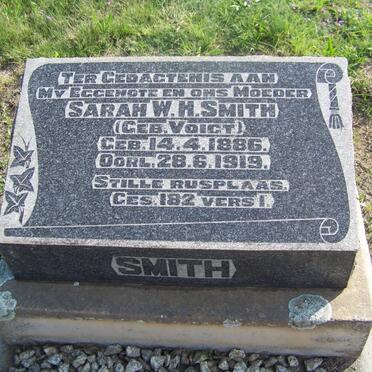 TER GEDAGTENIS AAN
MY EGGENOTE EN ONS MOEDER
SARAH W.H. SMITH
(GEB. VOIGT)
GEB. 14.4.1886.
OORL. 28.6.1919.
STILLE RUSPLAAS.
GES. 182 VERS 1.
SMITH